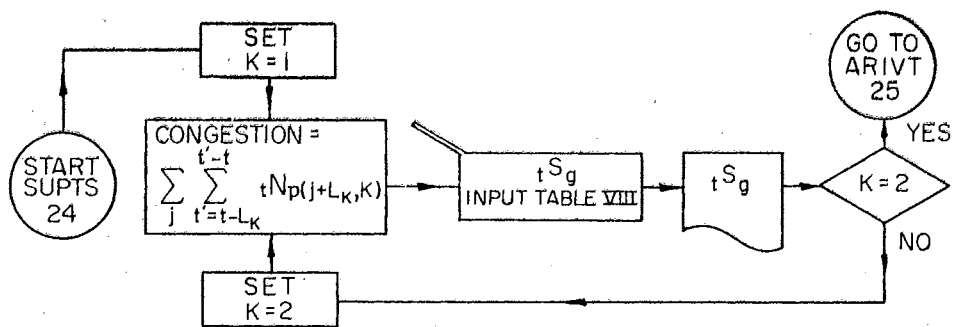 SET
K=1
GO TO
ARIVT
25
START
SUPTS
24
CONGESTION =
∑j ∑t'=t-LK t'-t tNp(j+LK,K)
tSg
INPUT TABLE VIII
tSg
K=2
YES
NO
SET
K=2